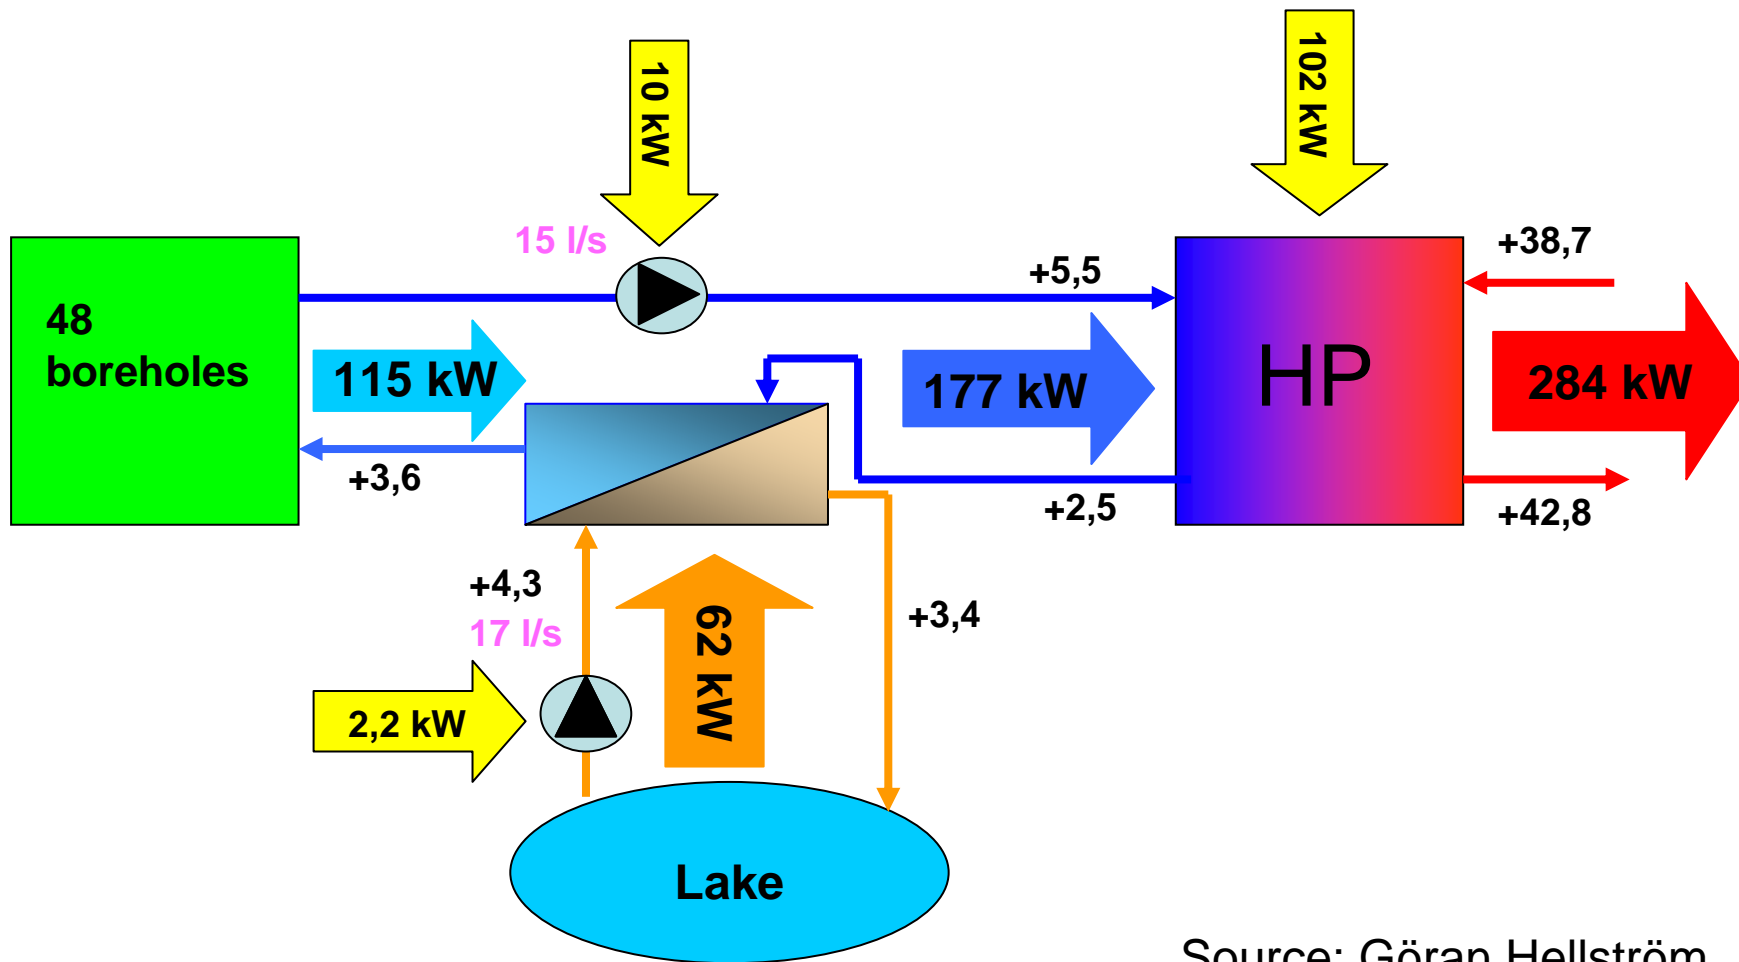 10 kW
102 kW
15 l/s
+5,5
+38,7
48
boreholes
115 kW
177 kW
HP
284 kW
+3,6
+2,5
+42,8
+4,3
17 l/s
62 kW
+3,4
2,2 kW
Lake
Source: Göran Hellström